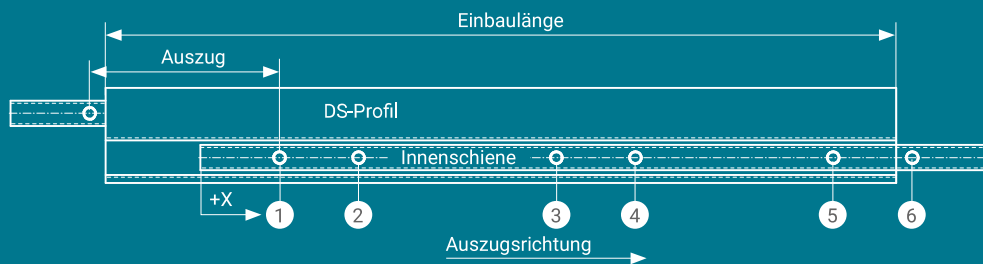 Einbaulänge
Auszug
DS-Profil
Innenschiene
+X
1 2 3 4 5 6
Auszugsrichtung